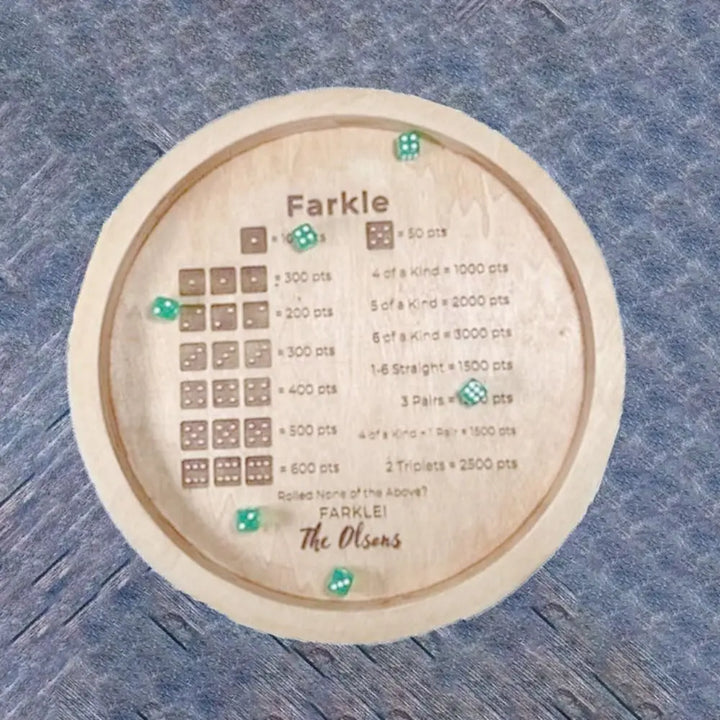 Farkle
= 50 pts
= 300 pts
4 of a Kind = 1000 pts
= 200 pts
5 of a Kind = 2000 pts
= 300 pts
6 of a Kind = 3000 pts
= 400 pts
1-6 Straight = 1500 pts
= 500 pts
3 Pairs = pts
4 of a Kind + 1 Pair = 1500 pts
= 600 pts
2 Triplets = 2500 pts
Rolled None of the Above?
FARKLE!
The Olsons